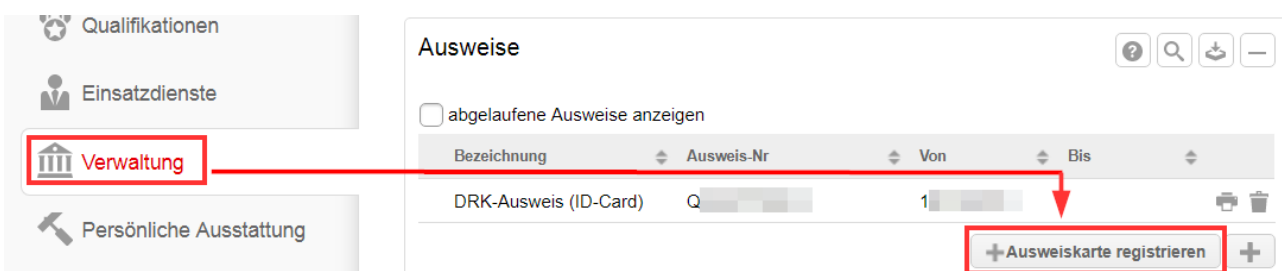 Qualifikationen
Einsatzdienste
Verwaltung
Persönliche Ausstattung
Ausweise
abgelaufene Ausweise anzeigen
Bezeichnung Ausweis-Nr Von Bis
DRK-Ausweis (ID-Card) Q 1
+Ausweiskarte registrieren +